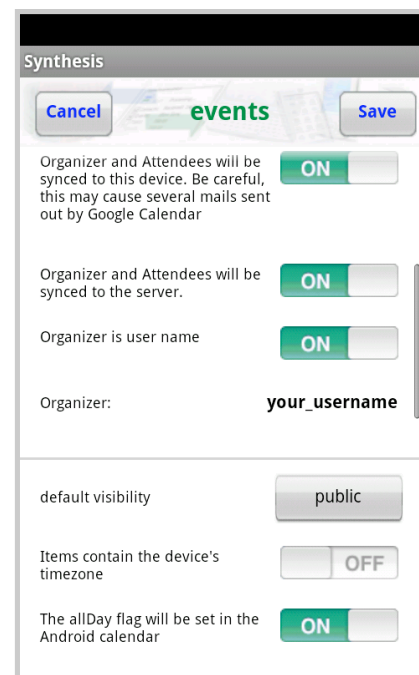 Synthesis
Cancel
events
Save
Organizer and Attendees will be
synced to this device. Be careful,
this may cause several mails sent
out by Google Calendar
ON
Organizer and Attendees will be
synced to the server.
ON
Organizer is user name
ON
Organizer:
your_username
default visibility
public
Items contain the device's
timezone
OFF
The allDay flag will be set in the
Android calendar
ON